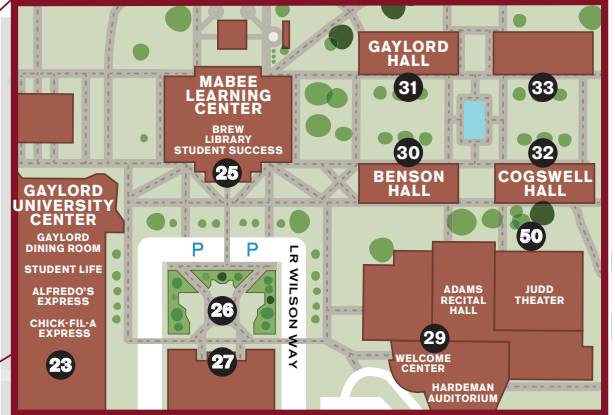 GAYLORD
HALL
31
33
MABEE
LEARNING
CENTER
BREW
LIBRARY
STUDENT SUCCESS
25
30
BENSON
HALL
32
COGSWELL
HALL
GAYLORD
UNIVERSITY
CENTER
GAYLORD
DINING ROOM
STUDENT LIFE
ALFREDO'S
EXPRESS
CHICK-FIL-A
EXPRESS
23
P
P
LR WILSON WAY
26
27
50
ADAMS
RECITAL
HALL
JUDD
THEATER
29
WELCOME
CENTER
HARDEMAN
AUDITORIUM